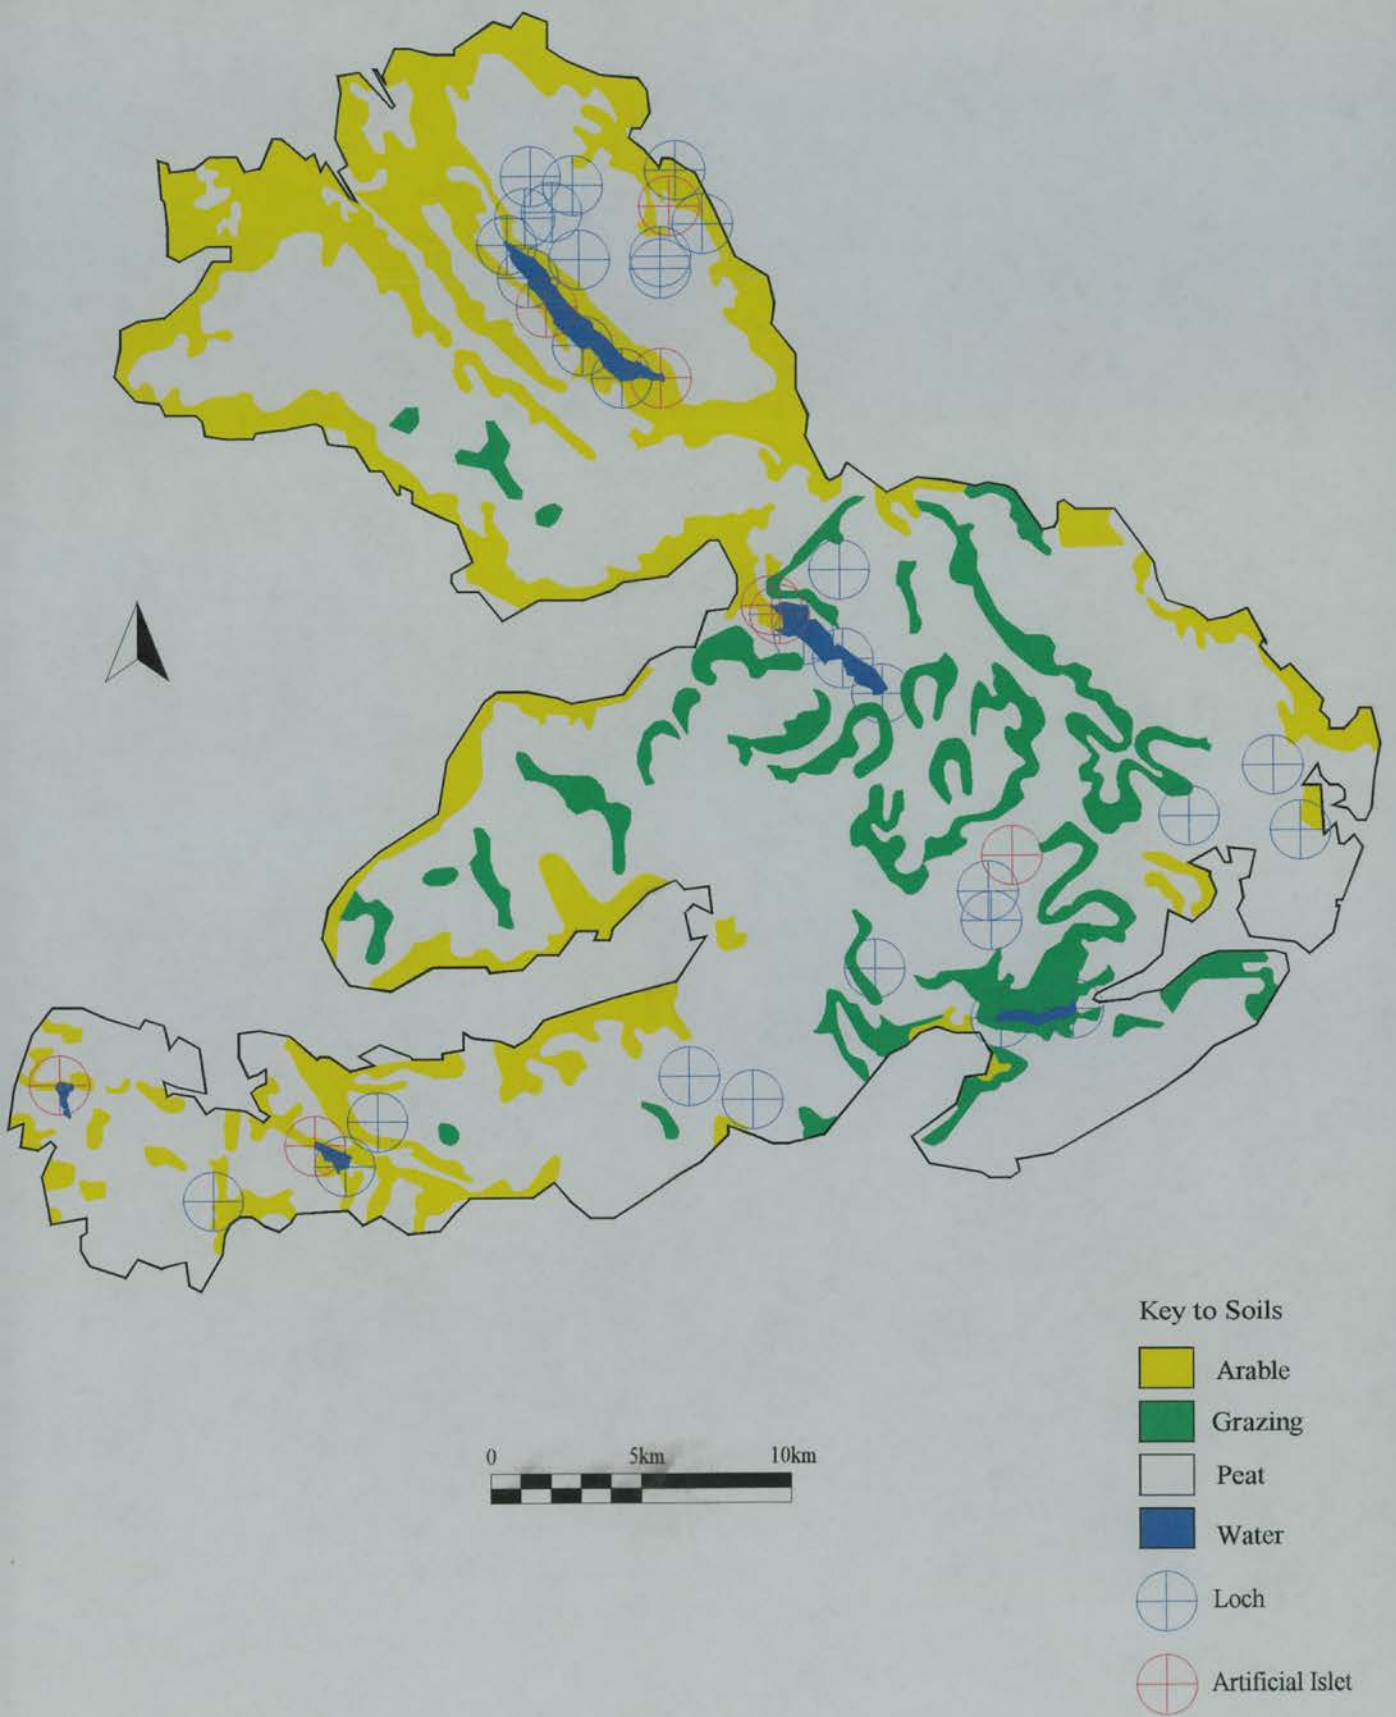 Key to Soils
Arable
Grazing
Peat
Water
Loch
Artificial Islet
0 5km 10km